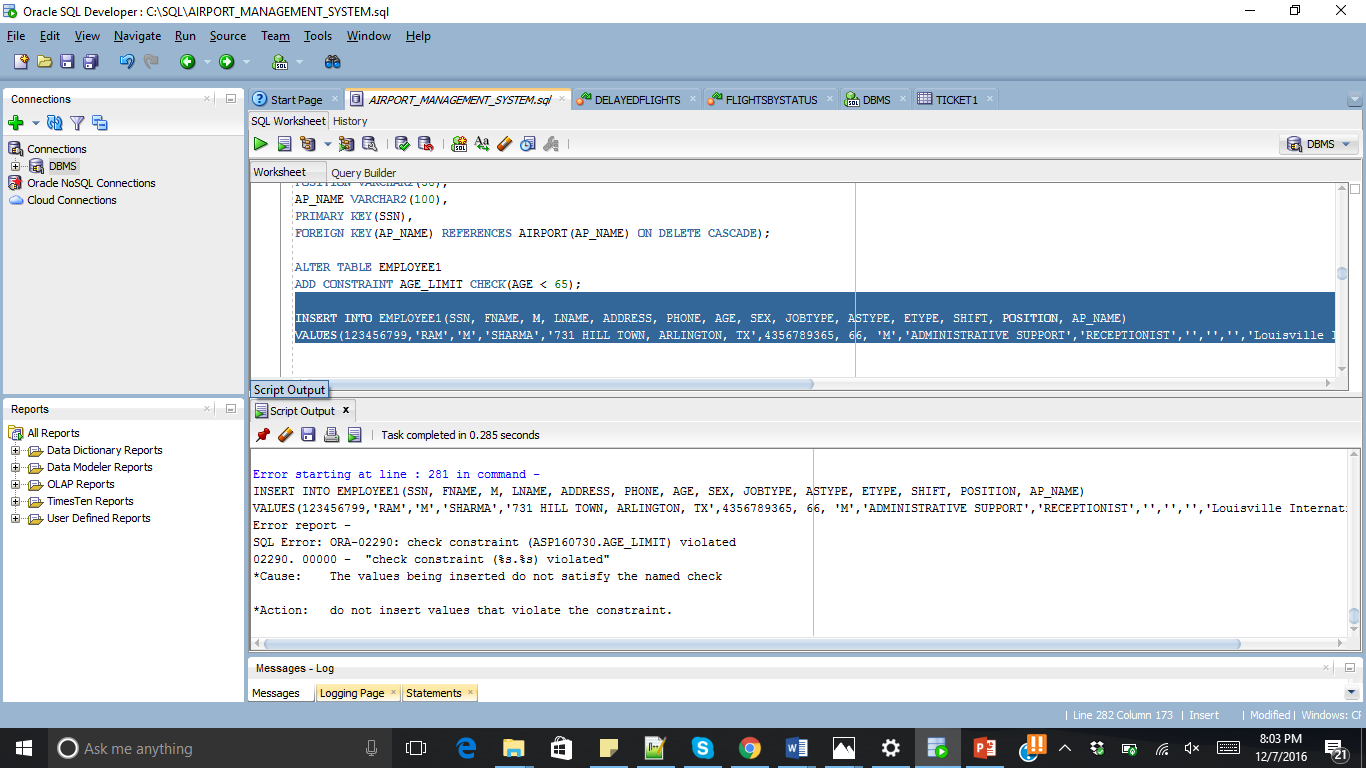 Oracle SQL Developer : C:\SQL\AIRPORT_MANAGEMENT_SYSTEM.sql
File Edit View Navigate Run Source Team Tools Window Help
Connections
Connections
DBMS
Oracle NoSQL Connections
Cloud Connections
Reports
All Reports
Data Dictionary Reports
Data Modeler Reports
OLAP Reports
TimesTen Reports
User Defined Reports
Start Page AIRPORT_MANAGEMENT_SYSTEM.sql DELAYEDFLIGHTS FLIGHTSBYSTATUS DBMS TICKET1
SQL Worksheet History
DBMS
Worksheet Query Builder
POSITION VARCHAR2(50),
AP_NAME VARCHAR2(100),
PRIMARY KEY(SSN),
FOREIGN KEY(AP_NAME) REFERENCES AIRPORT(AP_NAME) ON DELETE CASCADE);
ALTER TABLE EMPLOYEE1
ADD CONSTRAINT AGE_LIMIT CHECK(AGE < 65);
INSERT INTO EMPLOYEE1(SSN, FNAME, M, LNAME, ADDRESS, PHONE, AGE, SEX, JOBTYPE, ASTYPE, ETYPE, SHIFT, POSITION, AP_NAME)
VALUES(123456799,'RAM','M','SHARMA','731 HILL TOWN, ARLINGTON, TX',4356789365, 66, 'M','ADMINISTRATIVE SUPPORT','RECEPTIONIST','','','','Louisville I
Script Output
Script Output
Task completed in 0.285 seconds
Error starting at line : 281 in command -
INSERT INTO EMPLOYEE1(SSN, FNAME, M, LNAME, ADDRESS, PHONE, AGE, SEX, JOBTYPE, ASTYPE, ETYPE, SHIFT, POSITION, AP_NAME)
VALUES(123456799,'RAM','M','SHARMA','731 HILL TOWN, ARLINGTON, TX',4356789365, 66, 'M','ADMINISTRATIVE SUPPORT','RECEPTIONIST','','','','Louisville Internati
Error report -
SQL Error: ORA-02290: check constraint (ASP160730.AGE_LIMIT) violated
02290. 00000 - "check constraint (%s.%s) violated"
*Cause: The values being inserted do not satisfy the named check
*Action: do not insert values that violate the constraint.
Messages - Log
Messages Logging Page Statements
Line 282 Column 173 Insert Modified Windows: CF
Ask me anything
8:03 PM
12/7/2016
21